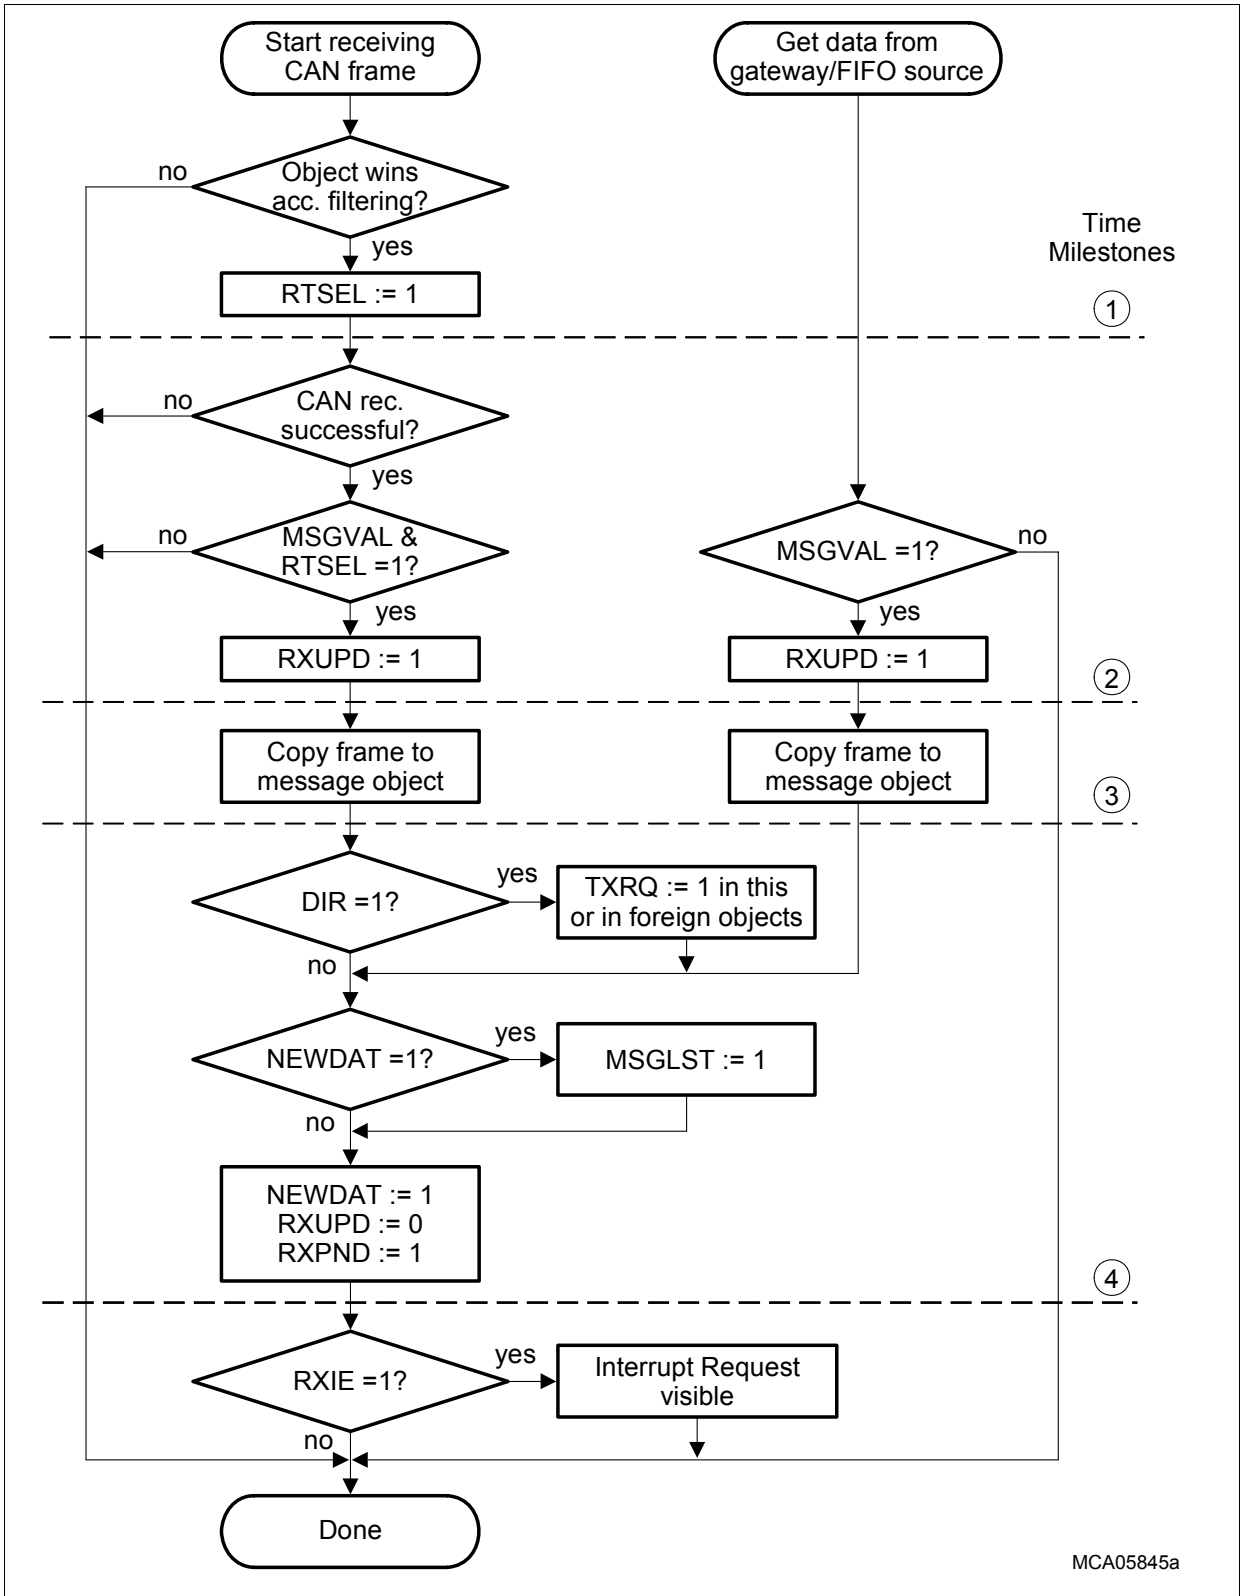 Start receiving
CAN frame
Get data from
gateway/FIFO source
no
Object wins
acc. filtering?
yes
Time
Milestones
RTSEL := 1
1
no
CAN rec.
successful?
yes
no
MSGVAL &
RTSEL =1?
yes
MSGVAL =1?
no
yes
RXUPD := 1
RXUPD := 1
2
Copy frame to
message object
Copy frame to
message object
3
DIR =1?
yes
TXRQ := 1 in this
or in foreign objects
no
NEWDAT =1?
yes
MSGLST := 1
no
NEWDAT := 1
RXUPD := 0
RXPND := 1
4
RXIE =1?
yes
Interrupt Request
visible
no
Done
MCA05845a